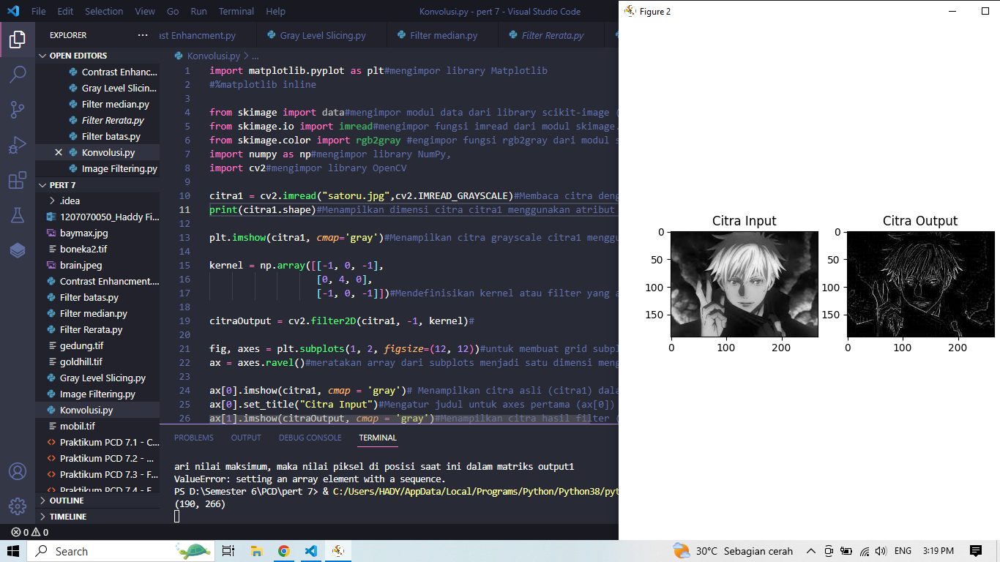 File Edit Selection View Go Run Terminal Help
Konvolusi.py - pert 7 - Visual Studio Code
Figure 2
EXPLORER ...
ast Enhancment.py
Gray Level Slicing.py
Filter median.py
Filter Rerata.py
OPEN EDITORS
Contrast Enhanc...
Gray Level Slicin...
Filter median.py
Filter Rerata.py
Filter batas.py
Konvolusi.py
Image Filtering.py
PERT 7
.idea
1207070050_Haddy Fi...
baymax.jpg
boneka2.tif
brain.jpeg
Contrast Enhancment....
Filter batas.py
Filter median.py
Filter Rerata.py
gedung.tif
goldhill.tif
Gray Level Slicing.py
Image Filtering.py
Konvolusi.py
mobil.tif
Praktikum PCD 7.1 - C...
Praktikum PCD 7.2 - ...
Praktikum PCD 7.3 - F...
Praktikum PCD 7.4 - F
OUTLINE
TIMELINE
Konvolusi.py > ...
1 import matplotlib.pyplot as plt#mengimpor library Matplotlib
2 #%matplotlib inline
3
4 from skimage import data#mengimpor modul data dari library scikit-image (
5 from skimage.io import imread#mengimpor fungsi imread dari modul skimage.
6 from skimage.color import rgb2gray #engimpor fungsi rgb2gray dari modul s
7 import numpy as np#mengimpor library NumPy,
8 import cv2#mengimpor library OpenCV
9
10 citra1 = cv2.imread("satoru.jpg",cv2.IMREAD_GRAYSCALE)#Membaca citra deng
11 print(citra1.shape)#Menampilkan dimensi citra citra1 menggunakan atribut
12
13 plt.imshow(citra1, cmap='gray')#Menampilkan citra grayscale citra1 menggu
14
15 kernel = np.array([[-1, 0, -1],
16 [0, 4, 0],
17 [-1, 0, -1]])#Mendefinisikan kernel atau filter yang a
18
19 citraOutput = cv2.filter2D(citra1, -1, kernel)#
20
21 fig, axes = plt.subplots(1, 2, figsize=(12, 12))#untuk membuat grid subpl
22 ax = axes.ravel()#meratakan array dari subplots menjadi satu dimensi meng
23
24 ax[0].imshow(citra1, cmap = 'gray')# Menampilkan citra asli (citra1) dala
25 ax[0].set_title("Citra Input")#Mengatur judul untuk axes pertama (ax[0])
26 ax[1].imshow(citraOutput, cmap = 'gray')#Menampilkan citra hasil filter (
PROBLEMS OUTPUT DEBUG CONSOLE TERMINAL
ari nilai maksimum, maka nilai piksel di posisi saat ini dalam matriks output1
ValueError: setting an array element with a sequence.
PS D:\Semester 6\PCD\pert 7> & C:/Users/HADY/AppData/Local/Programs/Python/Python38/pyt
(190, 266)
0 0
Citra Input
0
50
100
150
0 100 200
Citra Output
0
50
100
150
0 100 200
Search
30°C Sebagian cerah
ENG
3:19 PM